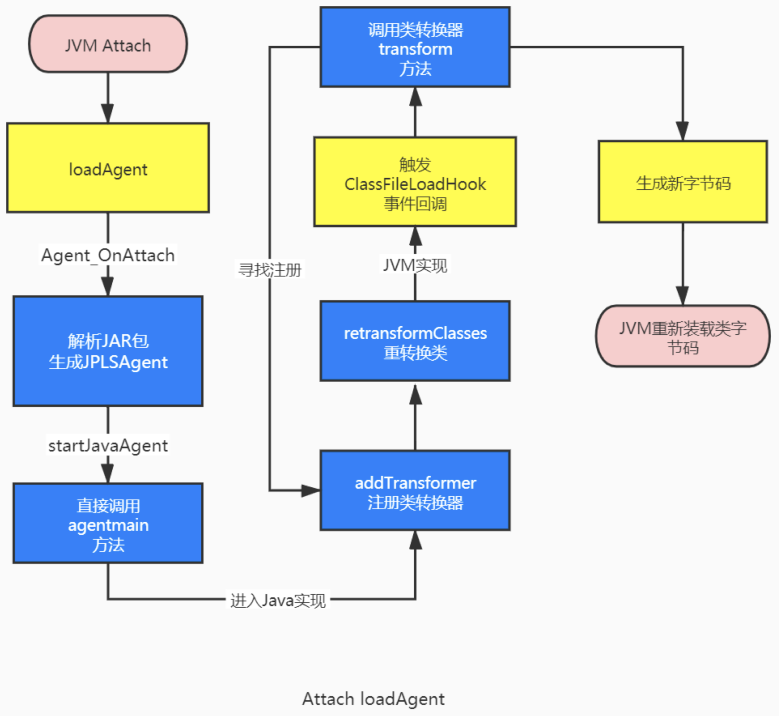 JVM Attach
loadAgent
Agent_OnAttach
解析JAR包
生成JPLSAgent
startJavaAgent
直接调用
agentmain
方法
进入Java实现
addTransformer
注册类转换器
retransformClasses
重转换类
JVM实现
触发
ClassFileLoadHook
事件回调
调用类转换器
transform
方法
寻找注册
生成新字节码
JVM重新装载类字
节码
Attach loadAgent